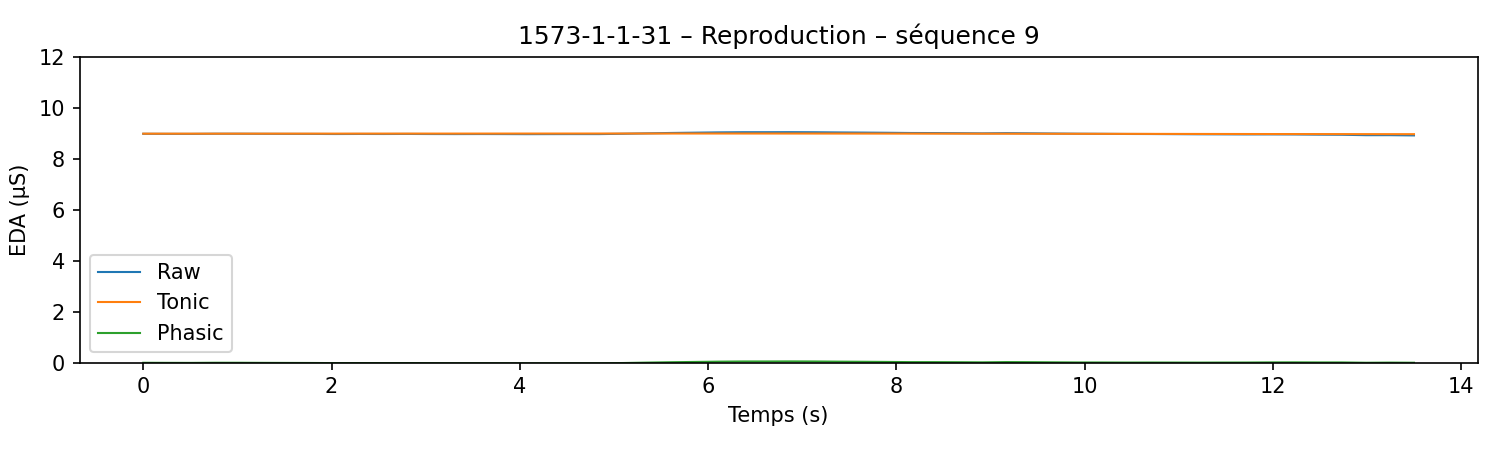 1573-1-1-31 – Reproduction – séquence 9
12
10
8
6
4
2
0
EDA (µS)
Raw
Tonic
Phasic
0 2 4 6 8 10 12 14
Temps (s)